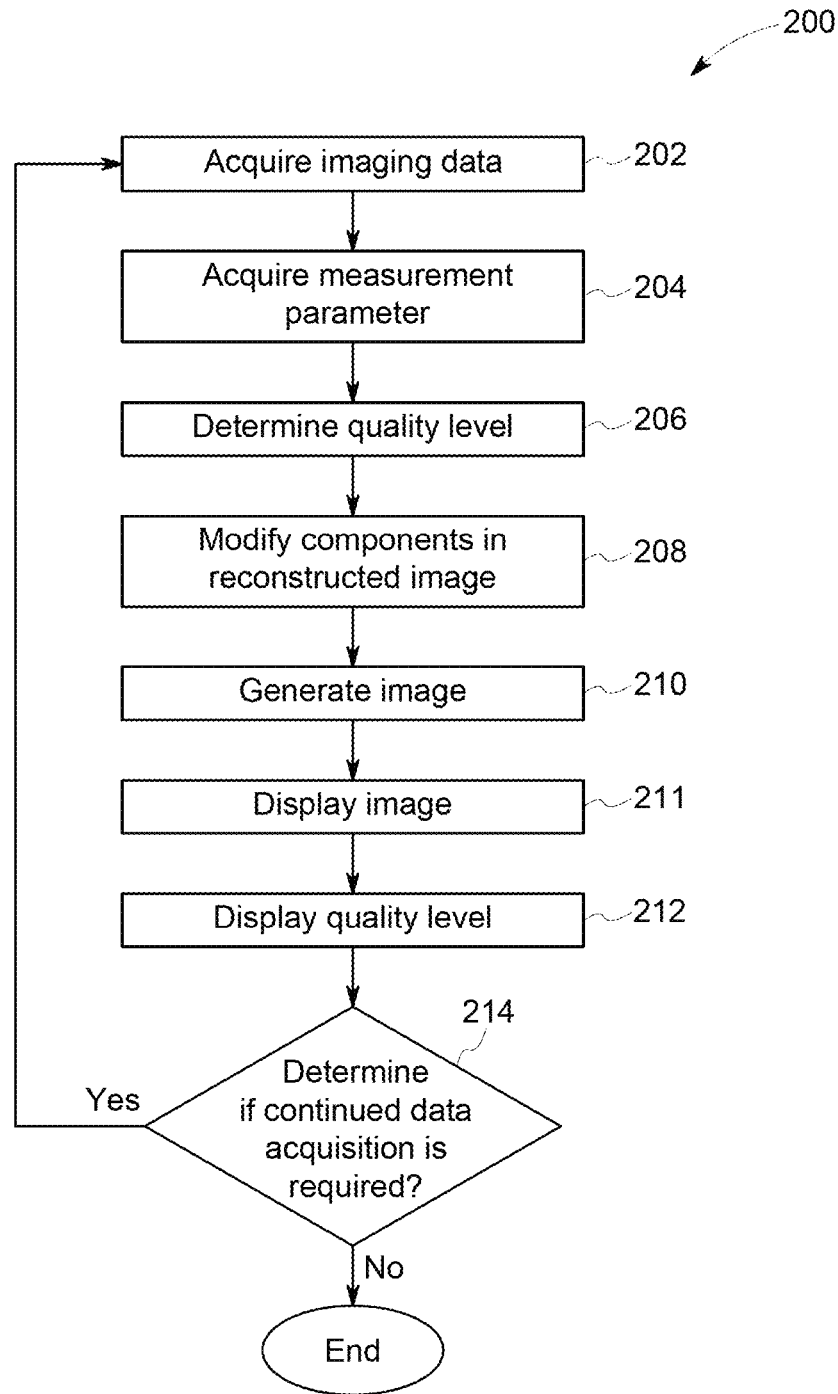 200
Acquire imaging data
202
Acquire measurement
parameter
204
Determine quality level
206
Modify components in
reconstructed image
208
Generate image
210
Display image
211
Display quality level
212
214
Determine
if continued data
acquisition is
required?
Yes
No
End